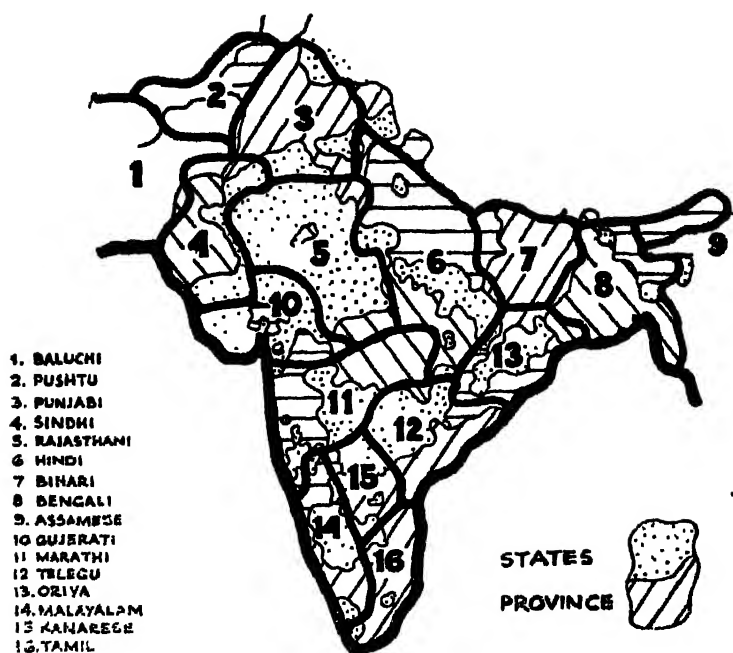 1
2
3
4
5
6
7
8
9
10
11
12
13
14
15
16
1. BALUCHI
2. PUSHTU
3. PUNJABI
4. SINDHI
5. RAJASTHANI
6 HINDI
7 BIHARI
8 BENGALI
9. ASSAMESE
10 GUJERATI
11 MARATHI
12 TELEGU
13. ORIYA
14. MALAYALAM
15 KANARESE
16. TAMIL
STATES
PROVINCE